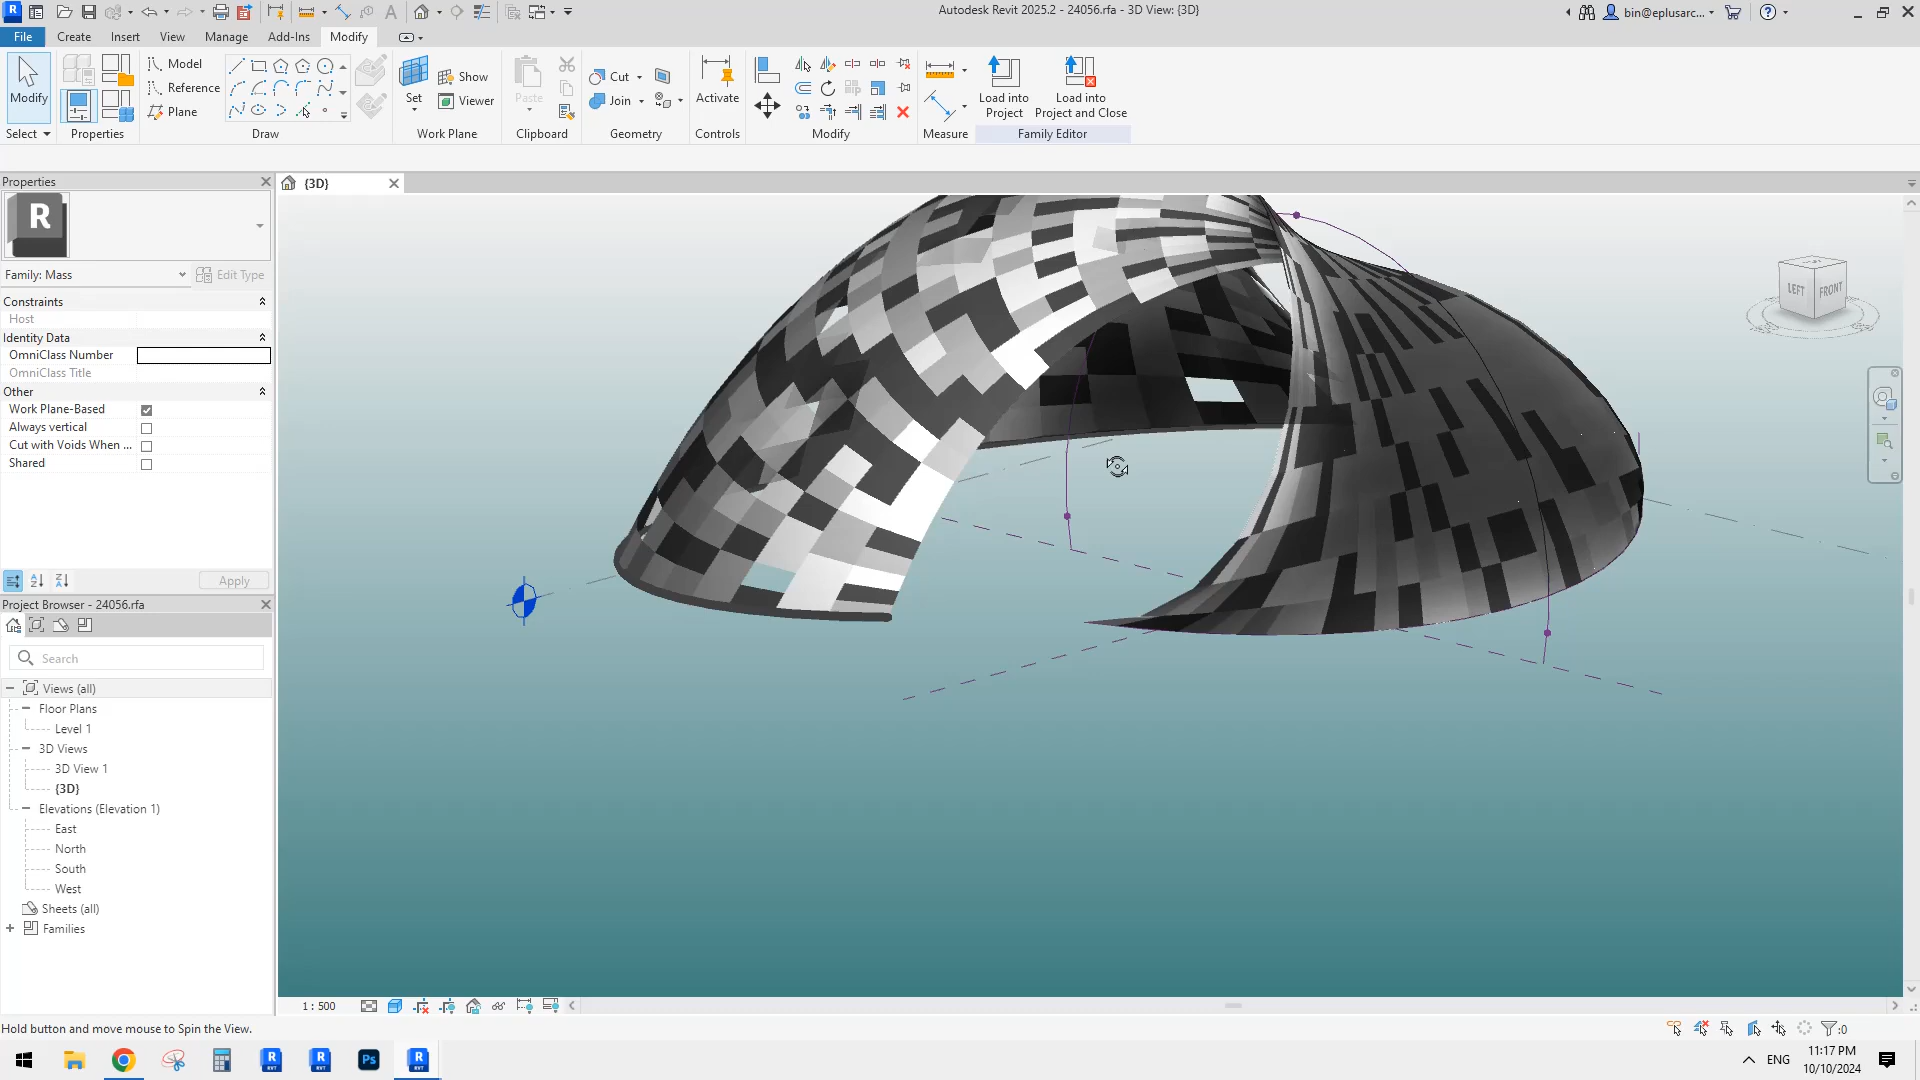 Autodesk Revit 2025.2 - 24056.rfa - 3D View: {3D}
bin@eplusarc...
File Create Insert View Manage Add-Ins Modify
Modify
Select
Properties
Model
Reference
Plane
Draw
Set
Show
Viewer
Work Plane
Paste
Clipboard
Cut
Join
Geometry
Activate
Controls
Modify
Measure
Load into
Project
Load into
Project and Close
Family Editor
Properties
{3D}
R
Family: Mass
Edit Type
Constraints
Host
Identity Data
OmniClass Number
OmniClass Title
Other
Work Plane-Based
Always vertical
Cut with Voids When ...
Shared
Apply
LEFT
FRONT
Project Browser - 24056.rfa
Search
Views (all)
Floor Plans
Level 1
3D Views
3D View 1
{3D}
Elevations (Elevation 1)
East
North
South
West
Sheets (all)
Families
1 : 500
Hold button and move mouse to Spin the View.
:0
Ps
ENG
11:17 PM
10/10/2024